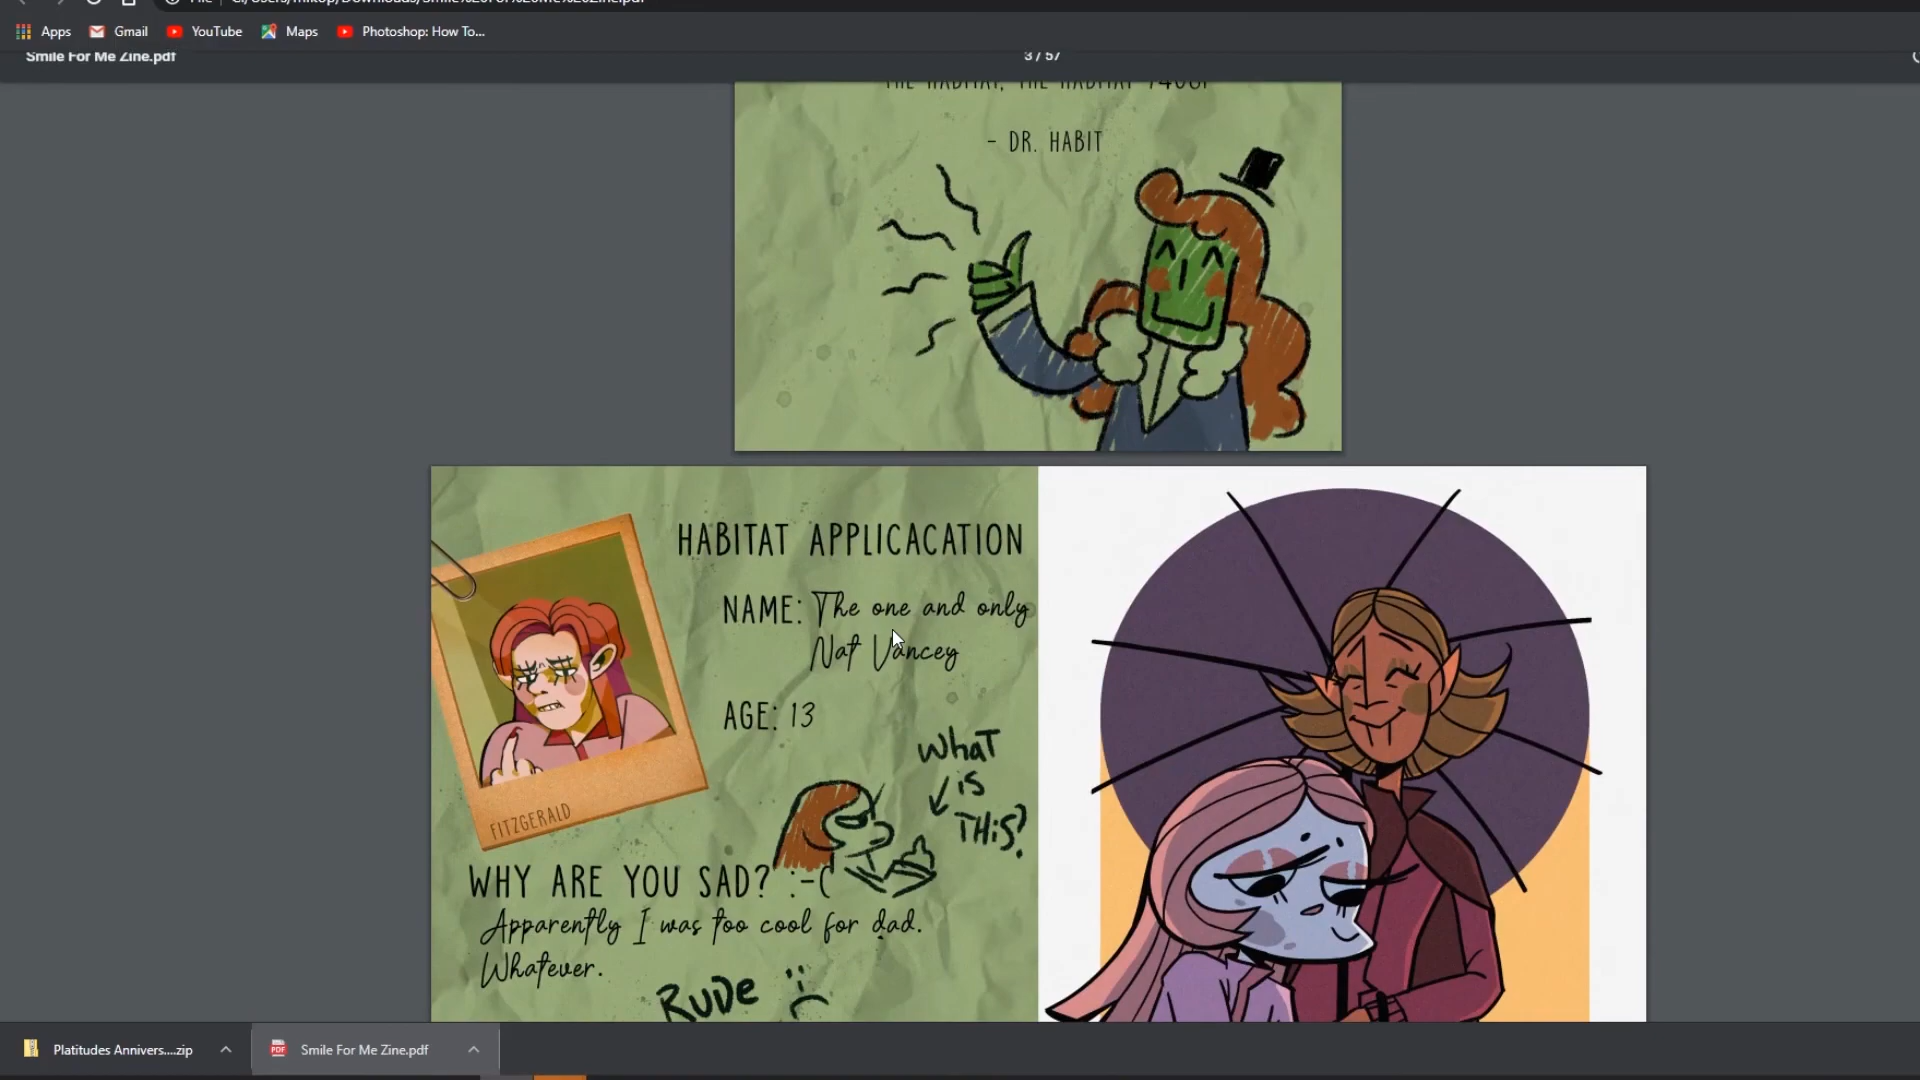 Apps Gmail YouTube Maps Photoshop: How To...
Smile For Me Zine.pdf
3 / 57
- DR. HABIT
HABITAT APPLICACATION
NAME: The one and only
Nat Vancey
AGE: 13
WHAT
IS
THIS?
FITZGERALD
WHY ARE YOU SAD? :-(
Apparently I was too cool for dad.
Whatever.
RUDE :(
Platitudes Annivers....zip
Smile For Me Zine.pdf